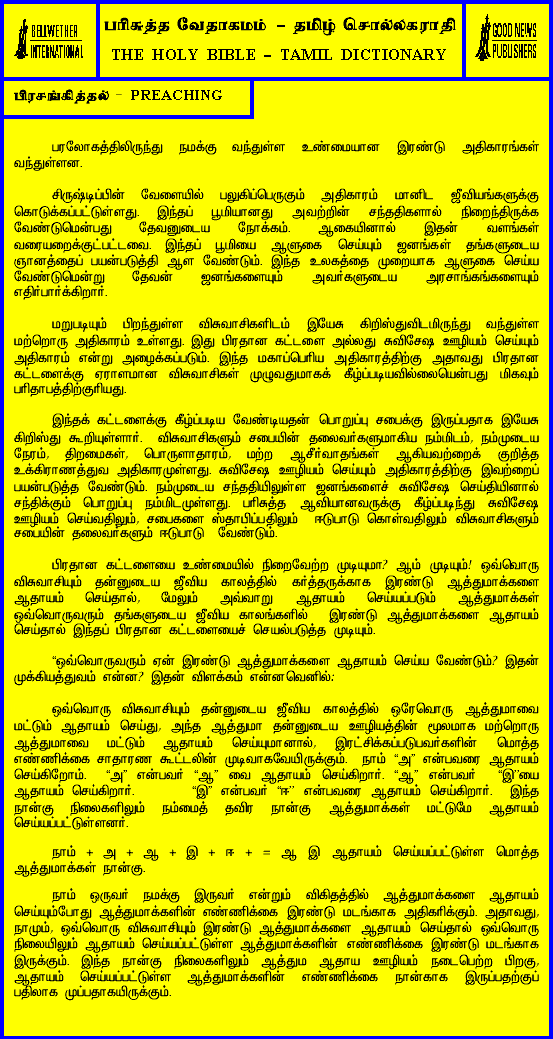 BELLWETHER
INTERNATIONAL
பரிசுத்த வேதாகமம் - தமிழ் சொல்லகராதி
THE HOLY BIBLE - TAMIL DICTIONARY
GOOD NEWS
PUBLISHERS
பிரசங்கித்தல் - PREACHING
பரலோகத்திலிருந்து நமக்கு வந்துள்ள உண்மையான இரண்டு அதிகாரங்கள்
வந்துள்ளன.
சிருஷ்டிப்பின் வேளையில் பலுகிப்பெருகும் அதிகாரம் மானிட ஜீவியங்களுக்கு
கொடுக்கப்பட்டுள்ளது. இந்தப் பூமியானது அவற்றின் சந்ததிகளால் நிறைந்திருக்க
வேண்டுமென்பது தேவனுடைய நோக்கம். ஆகையினால் இதன் வளங்கள்
வரையறைக்குட்பட்டவை. இந்தப் பூமியை ஆளுகை செய்யும் ஜனங்கள் தங்களுடைய
ஞானத்தைப் பயன்படுத்தி ஆள வேண்டும். இந்த உலகத்தை முறையாக ஆளுகை செய்ய
வேண்டுமென்று தேவன் ஜனங்களையும் அவர்களுடைய அரசாங்கங்களையும்
எதிர்பார்க்கிறார்.
மறுபடியும் பிறந்துள்ள விசுவாசிகளிடம் இயேசு கிறிஸ்துவிடமிருந்து வந்துள்ள
மற்றொரு அதிகாரம் உள்ளது. இது பிரதான கட்டளை அல்லது சுவிசேஷ ஊழியம் செய்யும்
அதிகாரம் என்று அழைக்கப்படும். இந்த மகாப்பெரிய அதிகாரத்திற்கு அதாவது பிரதான
கட்டளைக்கு ஏராளமான விசுவாசிகள் முழுவதுமாகக் கீழ்ப்படியவில்லையென்பது மிகவும்
பரிதாபத்திற்குரியது.
இந்தக் கட்டளைக்கு கீழ்ப்படிய வேண்டியதன் பொறுப்பு சபைக்கு இருப்பதாக இயேசு
கிறிஸ்து கூறியுள்ளார். விசுவாசிகளும் சபையின் தலைவர்களுமாகிய நம்மிடம், நம்முடைய
நேரம், திறமைகள், பொருளாதாரம், மற்ற ஆசீர்வாதங்கள் ஆகியவற்றைக் குறித்த
உக்கிராணத்துவ அதிகாரமுள்ளது. சுவிசேஷ ஊழியம் செய்யும் அதிகாரத்திற்கு இவற்றைப்
பயன்படுத்த வேண்டும். நம்முடைய சந்ததியிலுள்ள ஜனங்களைச் சுவிசேஷ செய்தியினால்
சந்திக்கும் பொறுப்பு நம்மிடமுள்ளது. பரிசுத்த ஆவியானவருக்கு கீழ்ப்படிந்து சுவிசேஷ
ஊழியம் செய்வதிலும், சபைகளை ஸ்தாபிப்பதிலும் ஈடுபாடு கொள்வதிலும் விசுவாசிகளும்
சபையின் தலைவர்களும் ஈடுபாடு வேண்டும்.
பிரதான கட்டளையை உண்மையில் நிறைவேற்ற முடியுமா? ஆம் முடியும்! ஒவ்வொரு
விசுவாசியும் தன்னுடைய ஜீவிய காலத்தில் கர்த்தருக்காக இரண்டு ஆத்துமாக்களை
ஆதாயம் செய்தால், மேலும் அவ்வாறு ஆதாயம் செய்யப்படும் ஆத்துமாக்கள்
ஒவ்வொருவரும் தங்களுடைய ஜீவிய காலங்களில் இரண்டு ஆத்துமாக்களை ஆதாயம்
செய்தால் இந்தப் பிரதான கட்டளையைச் செயல்படுத்த முடியும்.
“ஒவ்வொருவரும் ஏன் இரண்டு ஆத்துமாக்களை ஆதாயம் செய்ய வேண்டும்? இதன்
முக்கியத்துவம் என்ன? இதன் விளக்கம் என்னவெனில்:
ஒவ்வொரு விசுவாசியும் தன்னுடைய ஜீவிய காலத்தில் ஒரேவொரு ஆத்துமாவை
மட்டும் ஆதாயம் செய்து, அந்த ஆத்துமா தன்னுடைய ஊழியத்தின் மூலமாக மற்றொரு
ஆத்துமாவை மட்டும் ஆதாயம் செய்யுமானால், இரட்சிக்கப்படுபவர்களின் மொத்த
எண்ணிக்கை சாதாரண கூட்டலின் முடிவாகவேயிருக்கும். நாம் “அ” என்பவரை ஆதாயம்
செய்கிறோம். “அ” என்பவர் “ஆ” வை ஆதாயம் செய்கிறார். “ஆ” என்பவர் “இ”யை
ஆதாயம் செய்கிறார். “இ” என்பவர் “ஈ” என்பவரை ஆதாயம் செய்கிறார். இந்த
நான்கு நிலைகளிலும் நம்மைத் தவிர நான்கு ஆத்துமாக்கள் மட்டுமே ஆதாயம்
செய்யப்பட்டுள்ளனர்.
நாம் + அ + ஆ + இ + ஈ + = ஆ இ ஆதாயம் செய்யப்பட்டுள்ள மொத்த
ஆத்துமாக்கள் நான்கு.
நாம் ஒருவர் நமக்கு இருவர் என்றும் விகிதத்தில் ஆத்துமாக்களை ஆதாயம்
செய்யும்போது ஆத்துமாக்களின் எண்ணிக்கை இரண்டு மடங்காக அதிகரிக்கும். அதாவது,
நாமும், ஒவ்வொரு விசுவாசியும் இரண்டு ஆத்துமாக்களை ஆதாயம் செய்தால் ஒவ்வொரு
நிலையிலும் ஆதாயம் செய்யப்பட்டுள்ள ஆத்துமாக்களின் எண்ணிக்கை இரண்டு மடங்காக
இருக்கும். இந்த நான்கு நிலைகளிலும் ஆத்தும ஆதாய ஊழியம் நடைபெற்ற பிறகு,
ஆதாயம் செய்யப்பட்டுள்ள ஆத்துமாக்களின் எண்ணிக்கை நான்காக இருப்பதற்குப்
பதிலாக முப்பதாகயிருக்கும்.